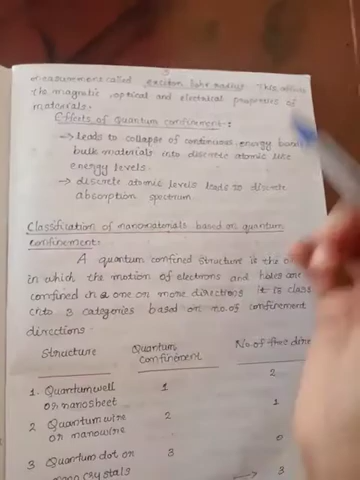 5
measurement called exciton bohr radius. This affects
the magnetic, optical and electrical properties of
materials.
Effects of Quantum confinement :
→ leads to collapse of continuous energy bands
bulk materials into discrete atomic like
energy levels.
→ discrete atomic levels leads to discrete
absorption spectrum
Classification of nanomaterials based on quantum
confinement:
A quantum confined structure is the
in which the motion of electrons and holes are
confined in one or more directions It is class
into 3 categories based on no. of confinement
directions:
Structure Quantum confinement No. of free dire
2
1. Quantum well 1
or nanosheet 1
2 Quantum wire 2
or nanowire
0
3 Quantum dot or 3
crystals → 3